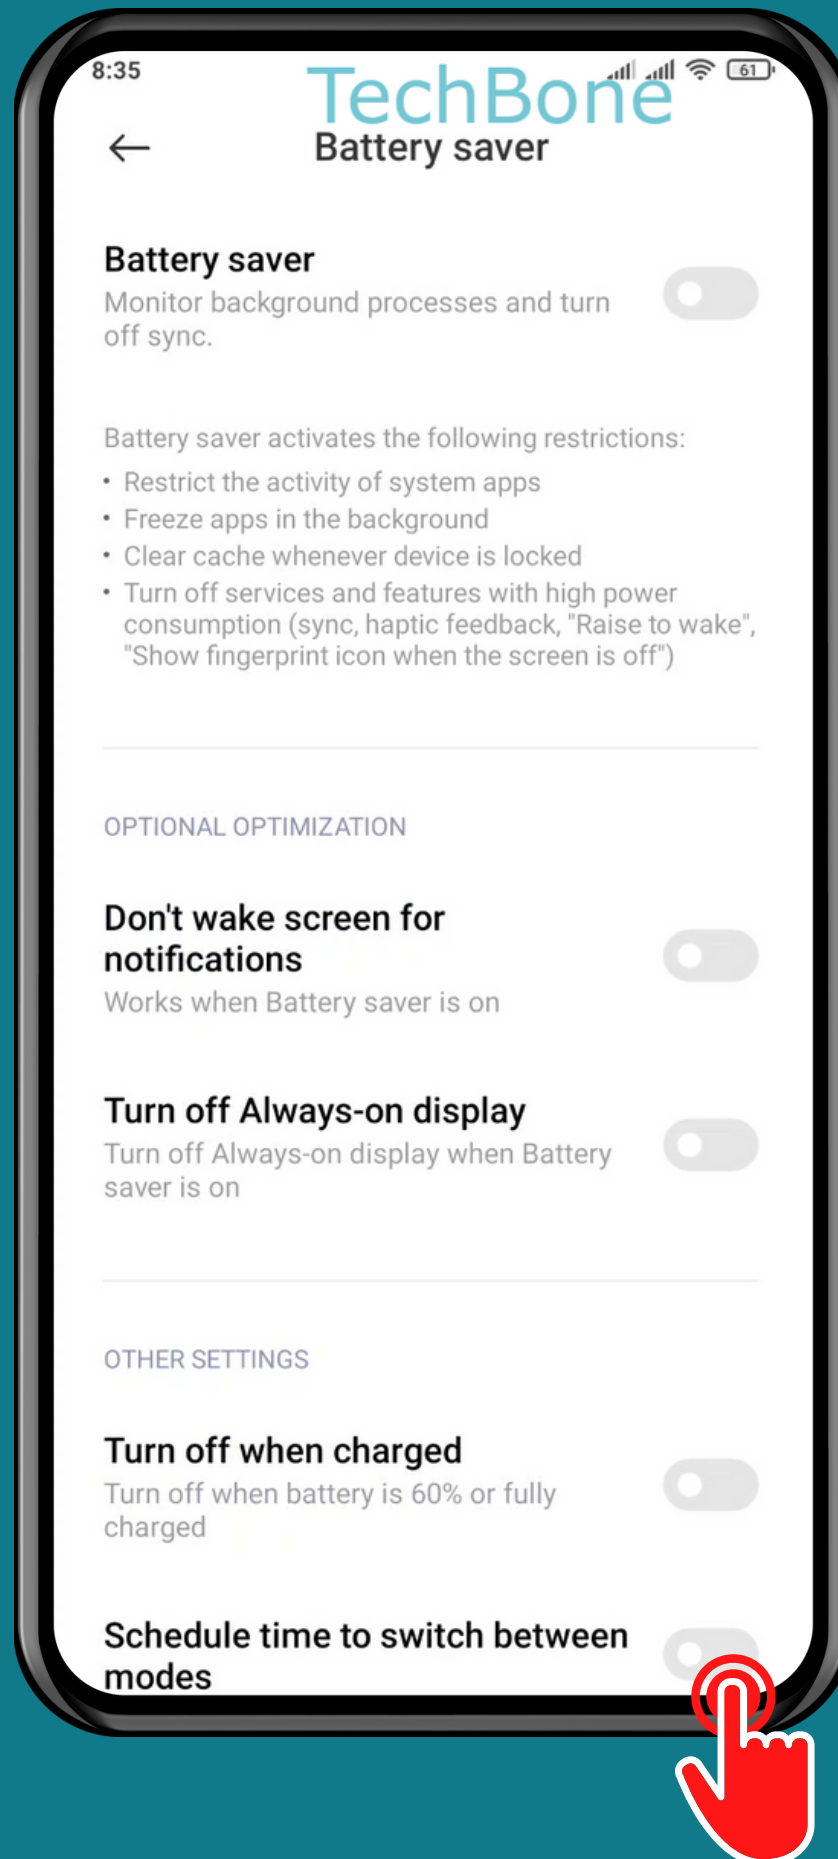 8:35
TechBone
61
Battery saver
Battery saver
Monitor background processes and turn
off sync.
Battery saver activates the following restrictions:
• Restrict the activity of system apps
• Freeze apps in the background
• Clear cache whenever device is locked
• Turn off services and features with high power
consumption (sync, haptic feedback, "Raise to wake",
"Show fingerprint icon when the screen is off")
OPTIONAL OPTIMIZATION
Don't wake screen for
notifications
Works when Battery saver is on
Turn off Always-on display
Turn off Always-on display when Battery
saver is on
OTHER SETTINGS
Turn off when charged
Turn off when battery is 60% or fully
charged
Schedule time to switch between
modes